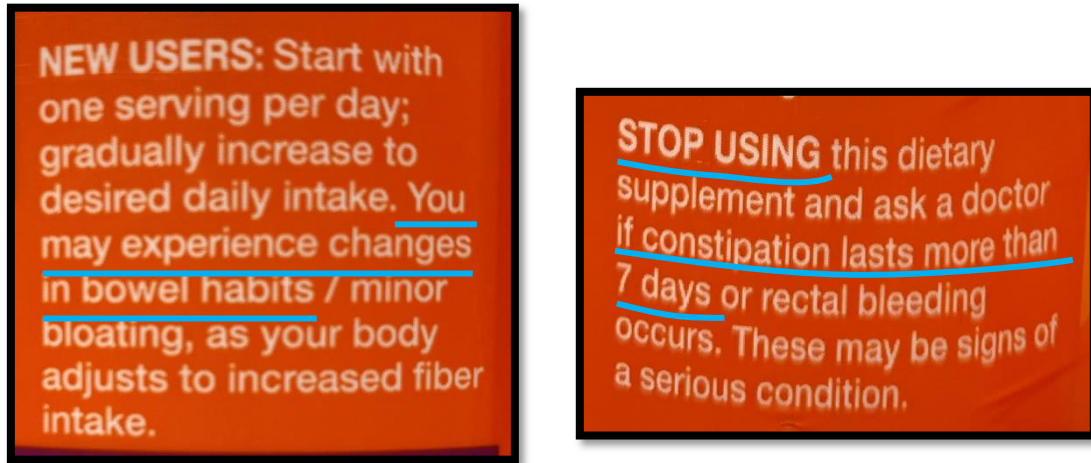 NEW USERS: Start with
one serving per day;
gradually increase to
desired daily intake. You
may experience changes
in bowel habits / minor
bloating, as your body
adjusts to increased fiber
intake.
STOP USING this dietary
supplement and ask a doctor
if constipation lasts more than
7 days or rectal bleeding
occurs. These may be signs of
a serious condition.